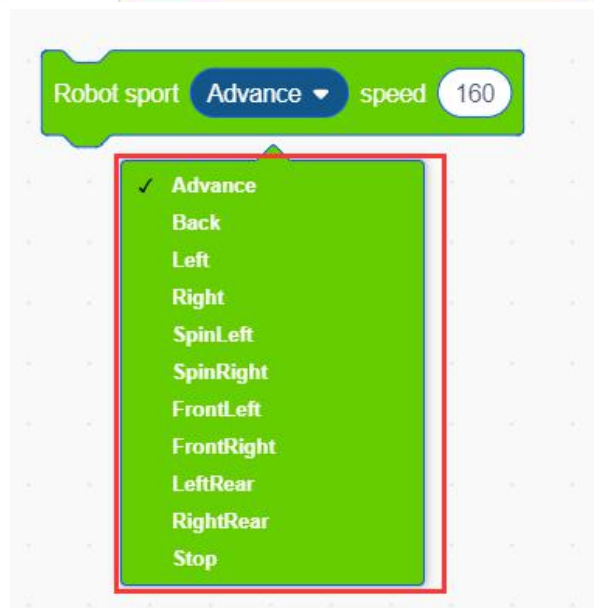 Robot sport Advance speed 160
Advance
Back
Left
Right
SpinLeft
SpinRight
FrontLeft
FrontRight
LeftRear
RightRear
Stop